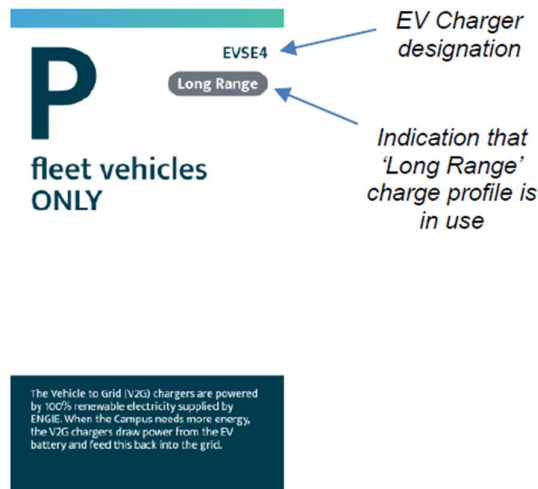 EV Charger
designation
EVSE4
P
Long Range
Indication that
'Long Range'
charge profile is
in use
fleet vehicles
ONLY
The Vehicle to Grid (V2G) chargers are powered
by 100% renewable electricity supplied by
ENGIE. When the Campus needs more energy,
the V2G chargers draw power from the EV
battery and feed this back into the grid.